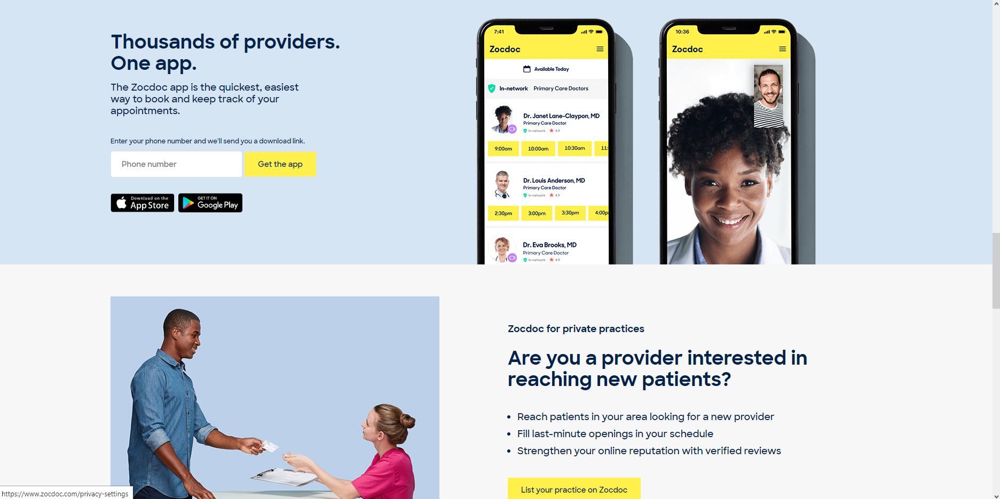 Thousands of providers.
One app.
The Zocdoc app is the quickest, easiest
way to book and keep track of your
appointments.
Enter your phone number and we'll send you a download link.
Phone number
Get the app
Download on the
App Store
GET IT ON
Google Play
7:41
Zocdoc
Available Today
In-network Primary Care Doctors
Dr. Janet Lane-Claypon, MD
Primary Care Doctor
In-network 4.9
9:00am 10:00am 10:30am 11:
Dr. Louis Anderson, MD
Primary Care Doctor
In-network 4.9
2:30pm 3:00pm 3:30pm 4:00p
Dr. Eva Brooks, MD
Primary Care Doctor
In-network 4.9
10:36
Zocdoc
Zocdoc for private practices
Are you a provider interested in
reaching new patients?
• Reach patients in your area looking for a new provider
• Fill last-minute openings in your schedule
• Strengthen your online reputation with verified reviews
List your practice on Zocdoc
https://www.zocdoc.com/privacy-settings